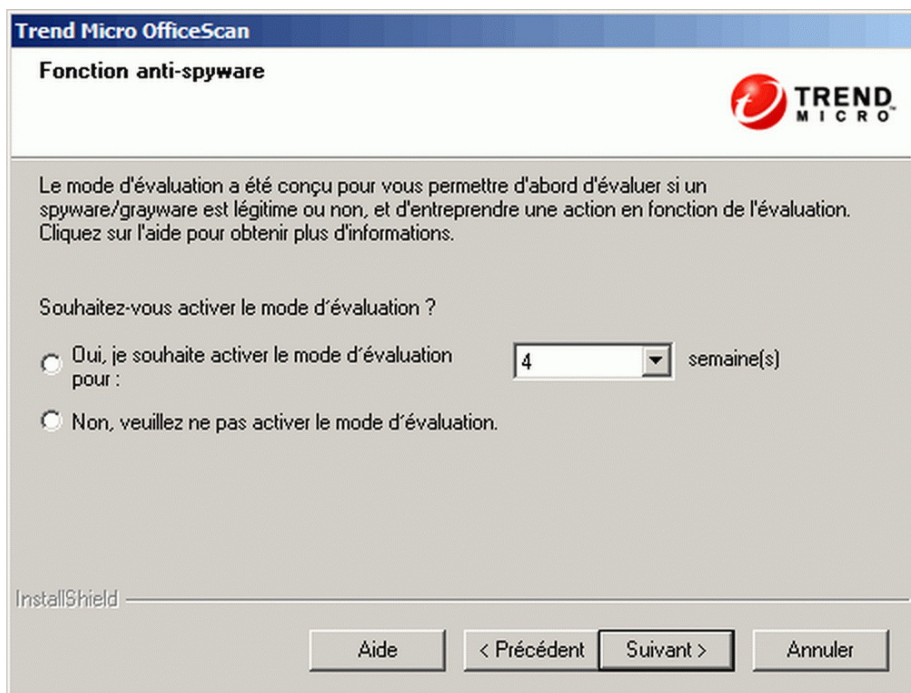 Trend Micro OfficeScan
Fonction anti-spyware
TREND
MICRO
Le mode d'évaluation a été conçu pour vous permettre d'abord d'évaluer si un
spyware/grayware est légitime ou non, et d'entreprendre une action en fonction de l'évaluation.
Cliquez sur l'aide pour obtenir plus d'informations.
Souhaitez-vous activer le mode d´évaluation ?
Oui, je souhaite activer le mode d´évaluation
pour :
4
semaine(s)
Non, veuillez ne pas activer le mode d´évaluation.
InstallShield
Aide
< Précédent
Suivant >
Annuler